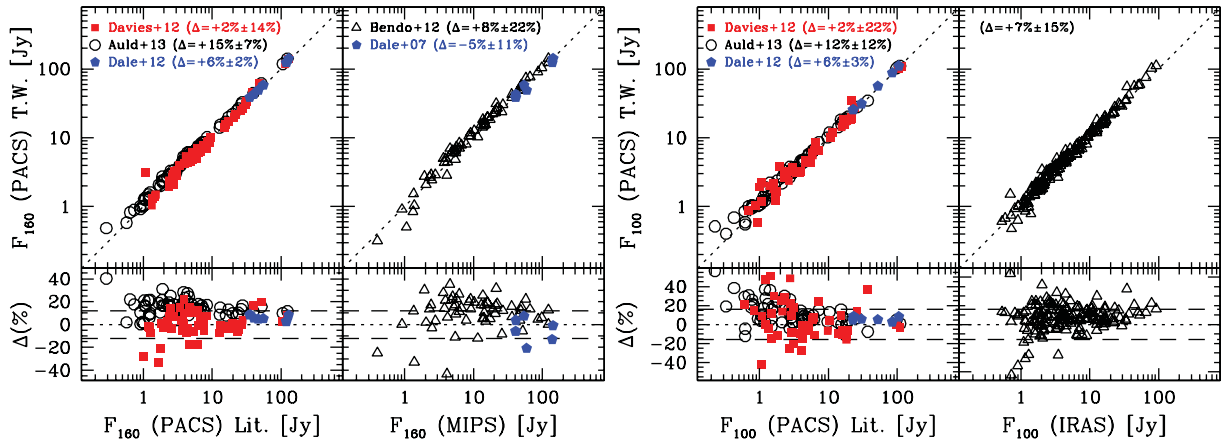 F₁₆₀ (PACS) T.W. [Jy]
100
10
1
Davies+12 (Δ=+2%±14%)
Auld+13 (Δ=+15%±7%)
Dale+12 (Δ=+6%±2%)
Bendo+12 (Δ=+8%±22%)
Dale+07 (Δ=−5%±11%)
Δ(%)
40
20
0
−20
−40
1 10 100
1 10 100
F₁₆₀ (PACS) Lit. [Jy]
F₁₆₀ (MIPS) [Jy]
F₁₀₀ (PACS) T.W. [Jy]
100
10
1
Davies+12 (Δ=+2%±22%)
Auld+13 (Δ=+12%±12%)
Dale+12 (Δ=+6%±3%)
(Δ=+7%±15%)
Δ(%)
40
20
0
−20
−40
1 10 100
1 10 100
F₁₀₀ (PACS) Lit. [Jy]
F₁₀₀ (IRAS) [Jy]